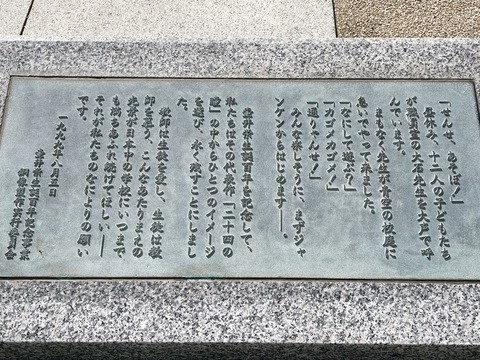 「せんせ、あそぼ！」
　昼休み、十二人の子どもたち
が職員室の大石先生を大声で呼
んでいます。
　まもなく先生は青空の校庭に
急いでやって来ました。
「なにして遊ぶ？」
「カゴメカゴメ！」
「通りゃんせ！」
　みんな楽しそうに、まずジャ
ンケンからはじめます――。
　壺井栄生誕百年を記念して、
私たちはその代表作「二十四の
瞳」の中からひとつのイメージ
を選び、永く残すことにしまし
た。
　教師は生徒を愛し、生徒は教
師を慕う、こんなあたりまえの
光景が日本中の学校にいつまで
も満ちあふれ続けてほしい――
それが私たちのなによりの願い
です。
一九九九年八月五日
壺井栄生誕百年記念事業
銅像製作実行委員会